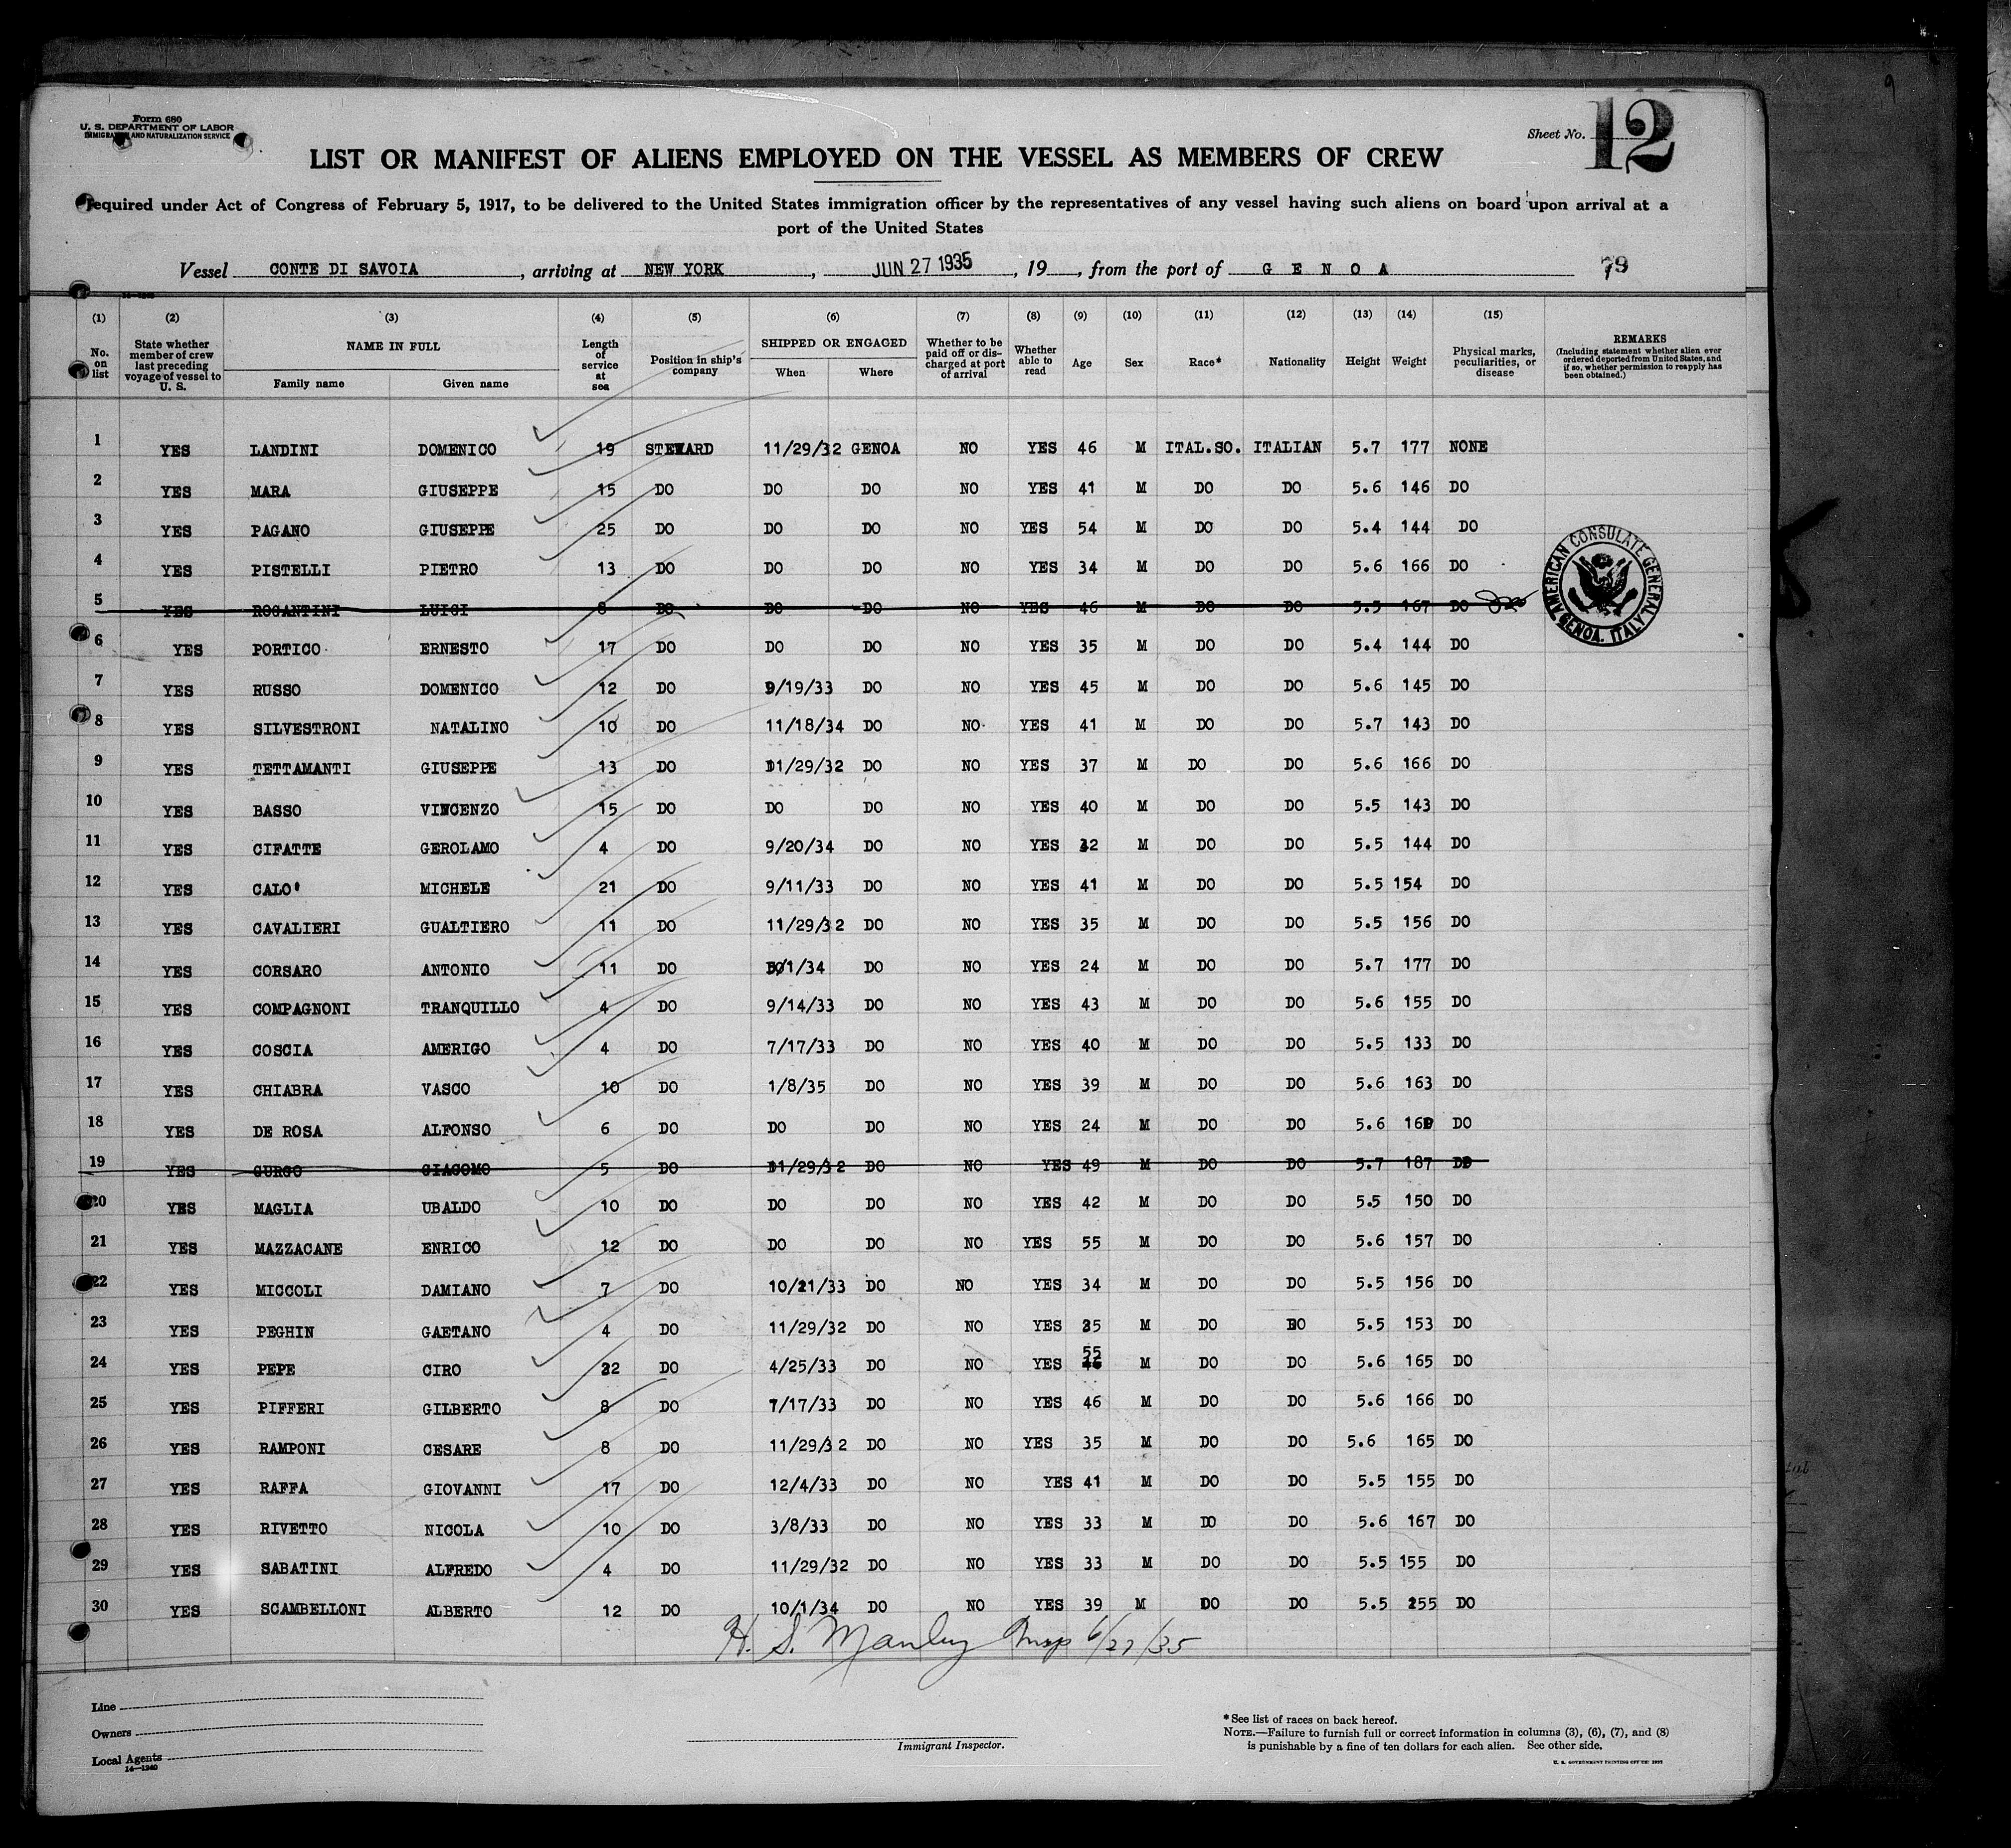 9
Form 680
U. S. DEPARTMENT OF LABOR
IMMIGRATION AND NATURALIZATION SERVICE
Sheet No. 12
LIST OR MANIFEST OF ALIENS EMPLOYED ON THE VESSEL AS MEMBERS OF CREW
required under Act of Congress of February 5, 1917, to be delivered to the United States immigration officer by the representatives of any vessel having such aliens on board upon arrival at a
port of the United States
Vessel CONTE DI SAVOIA, arriving at NEW YORK, JUN 27 1935, 19, from the port of GENOA 79
(1) (2) (3) (4) (5) (6) (7) (8) (9) (10) (11) (12) (13) (14) (15)
No. on list | State whether member of crew last preceding voyage of vessel to U. S. | NAME IN FULL Family name Given name | Length of service at sea | Position in ship's company | SHIPPED OR ENGAGED When Where | Whether to be paid off or discharged at port of arrival | Whether able to read | Age | Sex | Race* | Nationality | Height | Weight | Physical marks, peculiarities, or disease | REMARKS (Including statement whether alien ever ordered deported from United States, and if so, whether permission to reapply has been obtained.)
1 YES LANDINI DOMENICO 19 STEWARD 11/29/32 GENOA NO YES 46 M ITAL.SO. ITALIAN 5.7 177 NONE
2 YES MARA GIUSEPPE 15 DO DO DO NO YES 41 M DO DO 5.6 146 DO
3 YES PAGANO GIUSEPPE 25 DO DO DO NO YES 54 M DO DO 5.4 144 DO
4 YES PISTELLI PIETRO 13 DO DO DO NO YES 34 M DO DO 5.6 166 DO
5 YES ROGANTINI LUIGI 8 DO DO DO NO YES 46 M DO DO 5.5 167 DO
AMERICAN CONSULATE GENERAL GENOA, ITALY
6 YES PORTICO ERNESTO 17 DO DO DO NO YES 35 M DO DO 5.4 144 DO
7 YES RUSSO DOMENICO 12 DO 9/19/33 DO NO YES 45 M DO DO 5.6 145 DO
8 YES SILVESTRONI NATALINO 10 DO 11/18/34 DO NO YES 41 M DO DO 5.7 143 DO
9 YES TETTAMANTI GIUSEPPE 13 DO 11/29/32 DO NO YES 37 M DO DO 5.6 166 DO
10 YES BASSO VINCENZO 15 DO DO DO NO YES 40 M DO DO 5.5 143 DO
11 YES CIFATTE GEROLAMO 4 DO 9/20/34 DO NO YES 32 M DO DO 5.5 144 DO
12 YES CALO' MICHELE 21 DO 9/11/33 DO NO YES 41 M DO DO 5.5 154 DO
13 YES CAVALIERI GUALTIERO 11 DO 11/29/32 DO NO YES 35 M DO DO 5.5 156 DO
14 YES CORSARO ANTONIO 11 DO DO NO YES 24 M DO DO 5.7 177 DO
15 YES COMPAGNONI TRANQUILLO 4 DO 9/14/33 DO NO YES 43 M DO DO 5.6 155 DO
16 YES COSCIA AMERIGO 4 DO 7/17/33 DO NO YES 40 M DO DO 5.5 133 DO
17 YES CHIABRA VASCO 10 DO 1/8/35 DO NO YES 39 M DO DO 5.6 163 DO
18 YES DE ROSA ALFONSO 6 DO DO DO NO YES 24 M DO DO 5.6 DO
19 YES GURGO GIACOMO 5 DO 11/29/32 DO NO YES 49 M DO DO 5.7 187 DO
20 YES MAGLIA UBALDO 10 DO DO DO NO YES 42 M DO DO 5.5 150 DO
21 YES MAZZACANE ENRICO 12 DO DO DO NO YES 55 M DO DO 5.6 157 DO
22 YES MICCOLI DAMIANO 7 DO 10/21/33 DO NO YES 34 M DO DO 5.5 156 DO
23 YES PEGHIN GAETANO 4 DO 11/29/32 DO NO YES 35 M DO DO 5.5 153 DO
24 YES PEPE CIRO 22 DO 4/25/33 DO NO YES 55 M DO DO 5.6 165 DO
25 YES PIFFERI GILBERTO 8 DO 7/17/33 DO NO YES 46 M DO DO 5.6 166 DO
26 YES RAMPONI CESARE 8 DO 11/29/32 DO NO YES 35 M DO DO 5.6 165 DO
27 YES RAFFA GIOVANNI 17 DO 12/4/33 DO NO YES 41 M DO DO 5.5 155 DO
28 YES RIVETTO NICOLA 10 DO 3/8/33 DO NO YES 33 M DO DO 5.6 167 DO
29 YES SABATINI ALFREDO 4 DO 11/29/32 DO NO YES 33 M DO DO 5.5 155 DO
30 YES SCAMBELLONI ALBERTO 12 DO 10/1/34 DO NO YES 39 M DO DO 5.5 255 DO
H. S. Manley Insp 6/27/35
Line
Owners
Local Agents
14—1240
Immigrant Inspector.
* See list of races on back hereof.
NOTE.—Failure to furnish full or correct information in columns (3), (6), (7), and (8)
is punishable by a fine of ten dollars for each alien. See other side.